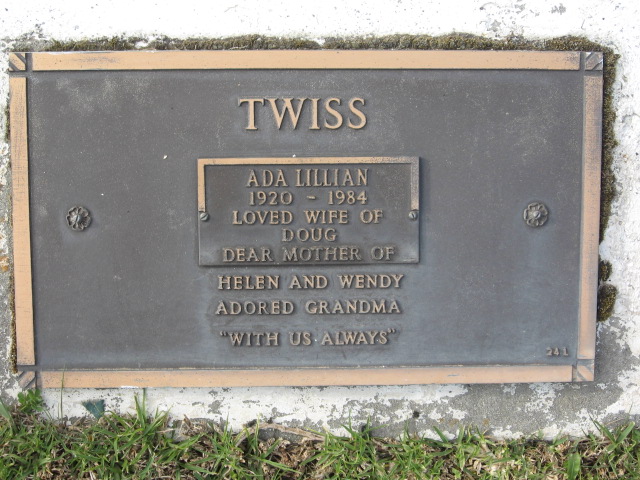 TWISS
ADA LILLIAN
1920 - 1984
LOVED WIFE OF
DOUG
DEAR MOTHER OF
HELEN AND WENDY
ADORED GRANDMA
"WITH US ALWAYS"
24 L